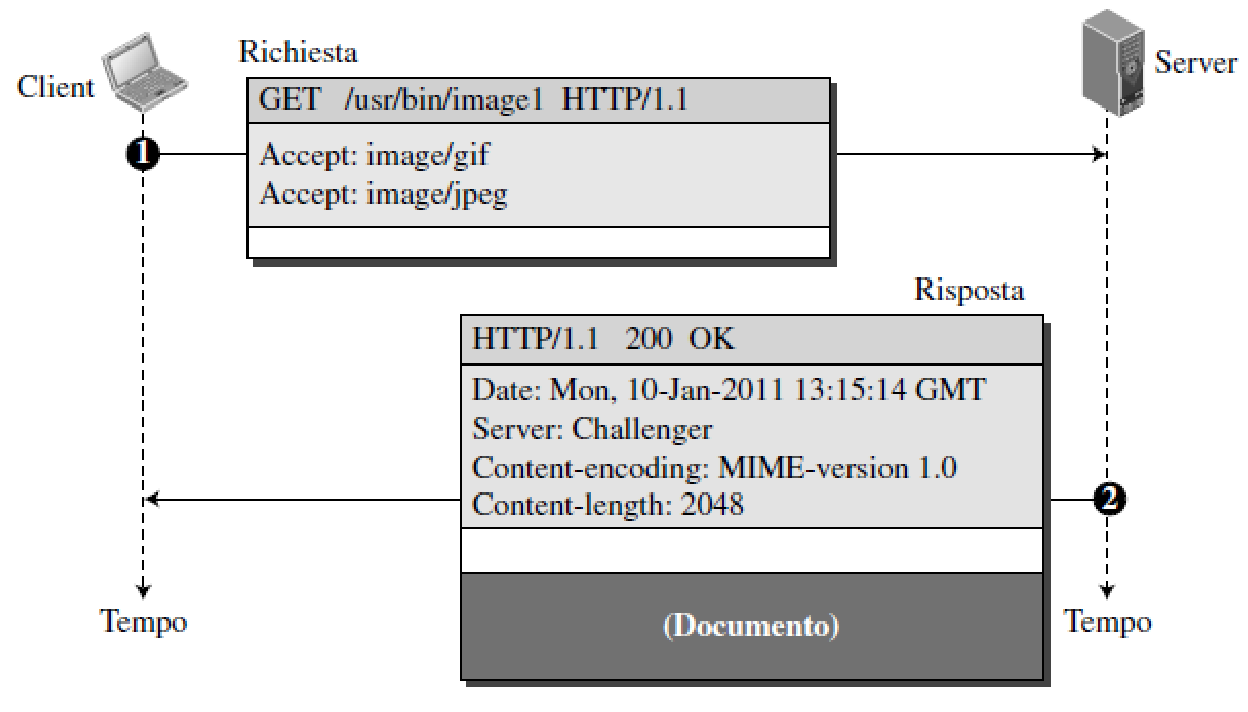 Richiesta
Client
Server
GET /usr/bin/image1 HTTP/1.1
1
Accept: image/gif
Accept: image/jpeg
Risposta
HTTP/1.1 200 OK
Date: Mon, 10-Jan-2011 13:15:14 GMT
Server: Challenger
Content-encoding: MIME-version 1.0
Content-length: 2048
2
Tempo
Tempo
(Documento)